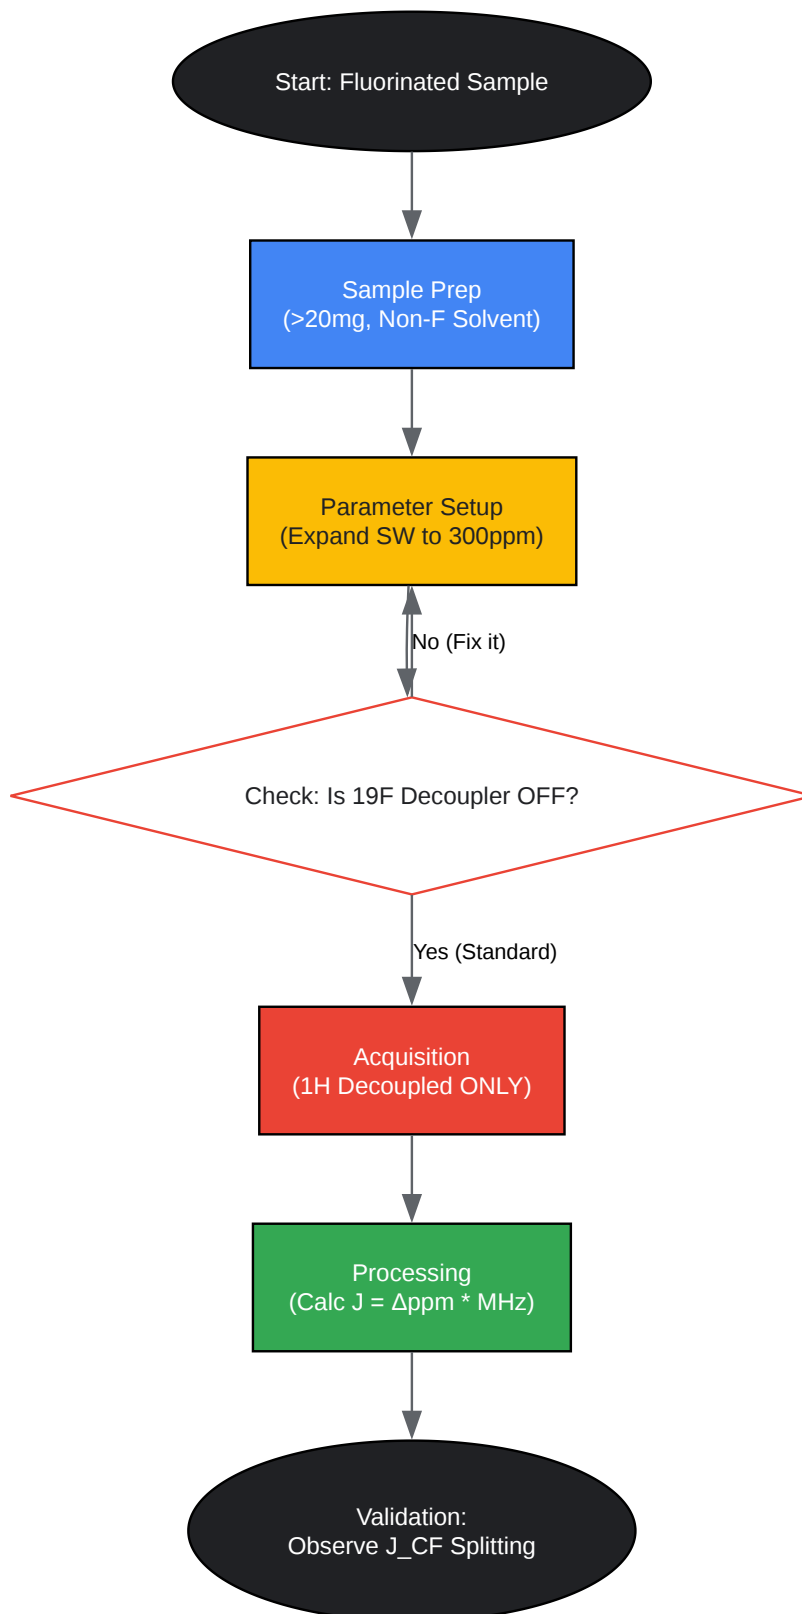 Start: Fluorinated Sample
Sample Prep
(>20mg, Non-F Solvent)
Parameter Setup
(Expand SW to 300ppm)
No (Fix it)
Check: Is 19F Decoupler OFF?
Yes (Standard)
Acquisition
(1H Decoupled ONLY)
Processing
(Calc J = Δppm * MHz)
Validation:
Observe J_CF Splitting